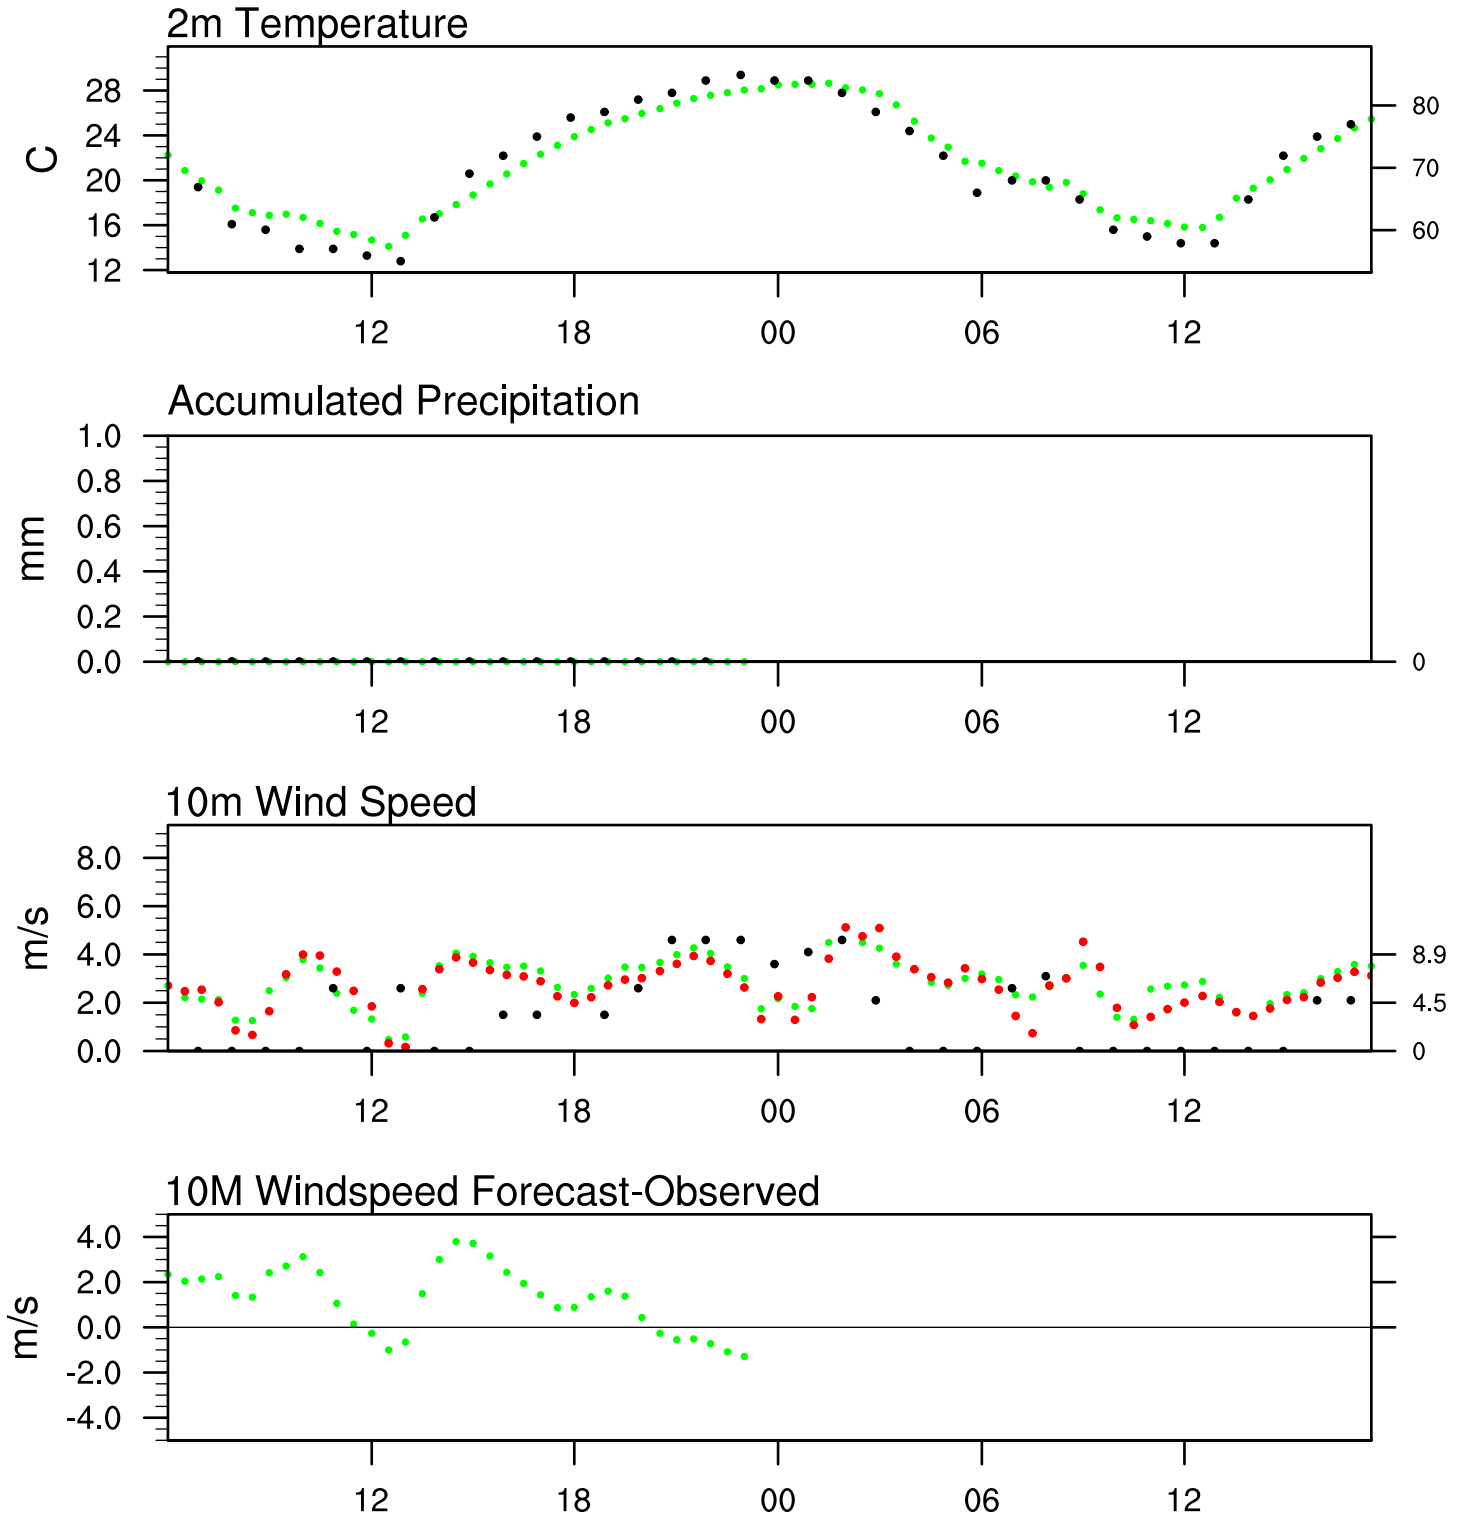 2m Temperature
C
28
24
20
16
12
80
70
60
12 18 00 06 12
Accumulated Precipitation
mm
1.0
0.8
0.6
0.4
0.2
0.0
0
12 18 00 06 12
10m Wind Speed
m/s
8.0
6.0
4.0
2.0
0.0
8.9
4.5
0
12 18 00 06 12
10M Windspeed Forecast-Observed
m/s
4.0
2.0
0.0
-2.0
-4.0
12 18 00 06 12